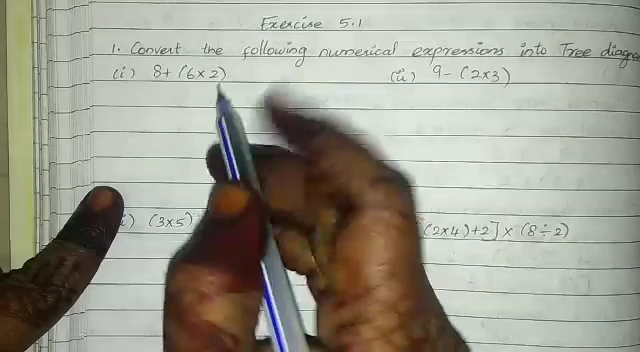 Exercise 5.1
1. Convert the following numerical expressions into Tree diagra
(i) 8+ (6×2) (ii) 9- (2×3)
) (3×5) (2×4)+2] × (8÷2)